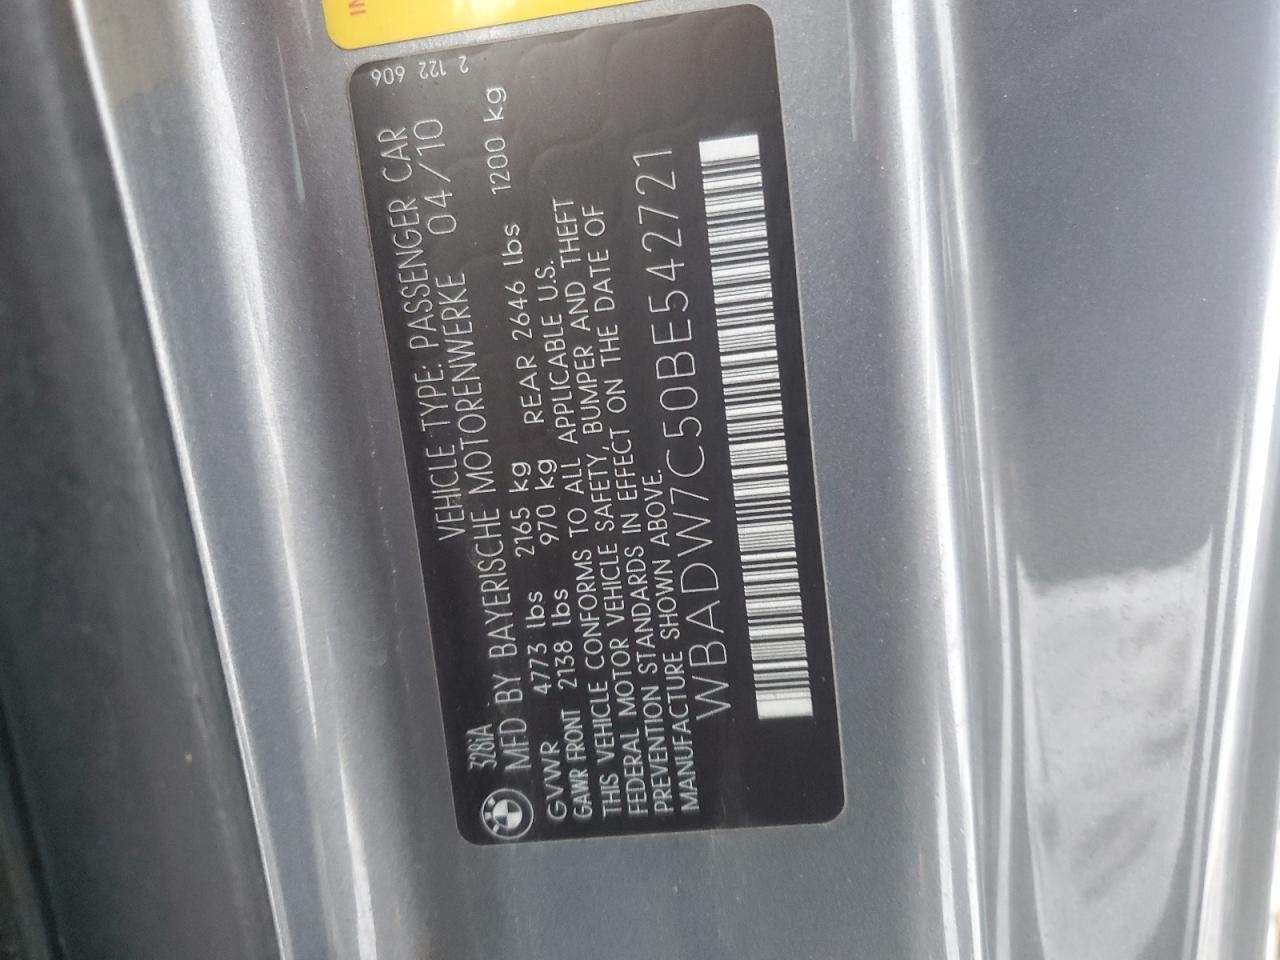 2 122 606
328iA VEHICLE TYPE: PASSENGER CAR
MFD BY BAYERISCHE MOTORENWERKE 04/10
GVWR 4773 lbs 2165 kg
GAWR FRONT 2138 lbs 970 kg REAR 2646 lbs 1200 kg
THIS VEHICLE CONFORMS TO ALL APPLICABLE U.S.
FEDERAL MOTOR VEHICLE SAFETY, BUMPER AND THEFT
PREVENTION STANDARDS IN EFFECT ON THE DATE OF
MANUFACTURE SHOWN ABOVE.
WBADW7C50BE542721